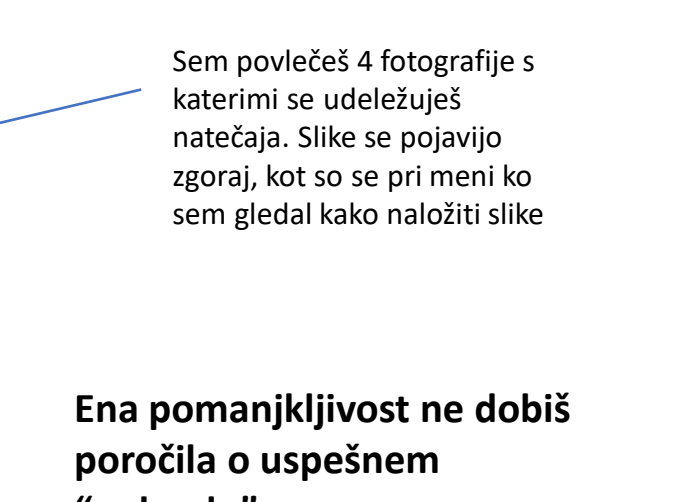 Sem povlečeš 4 fotografije s
katerimi se udeležuješ
natečaja. Slike se pojavijo
zgoraj, kot so se pri meni ko
sem gledal kako naložiti slike
Ena pomanjkljivost ne dobiš
poročila o uspešnem